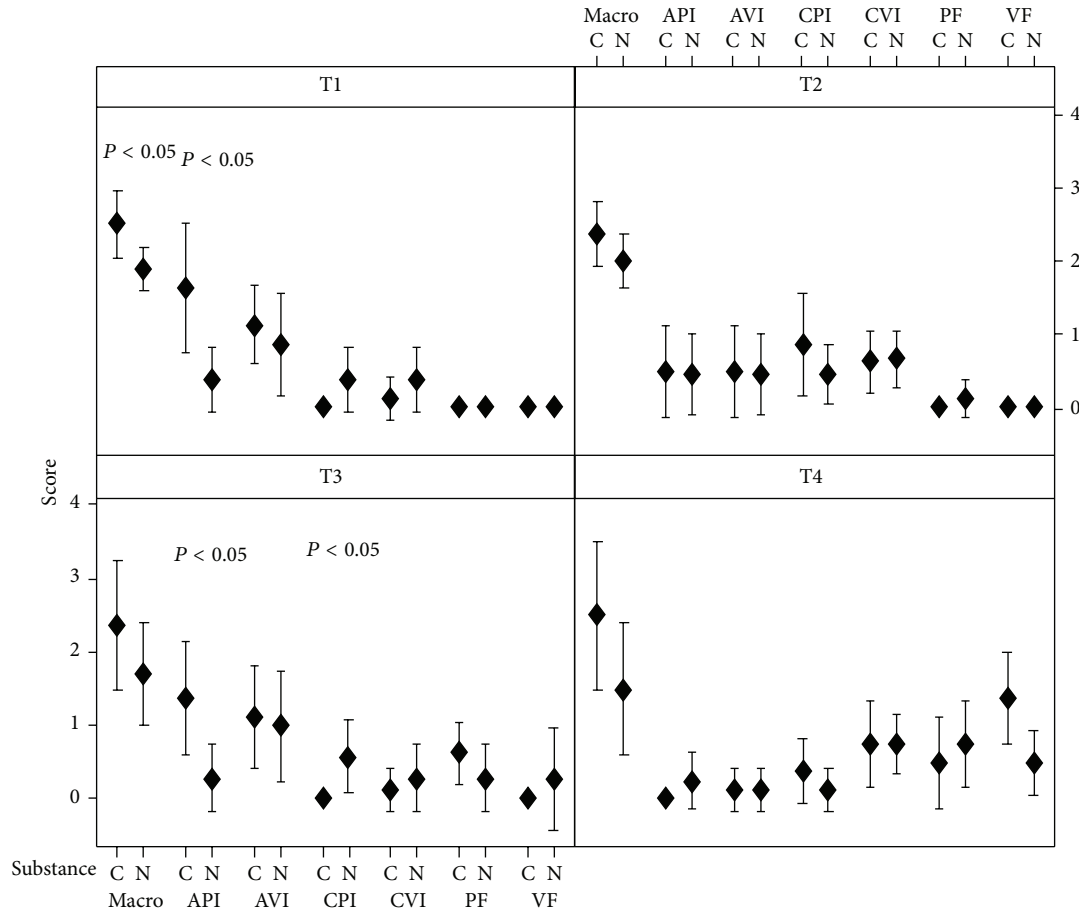 Macro API AVI CPI CVI PF VF
C N C N C N C N C N C N C N
T1 T2
4
P < 0.05 P < 0.05
3
2
1
0
T3 T4
Score
4
P < 0.05 P < 0.05
3
2
1
0
Substance C N C N C N C N C N C N C N
Macro API AVI CPI CVI PF VF